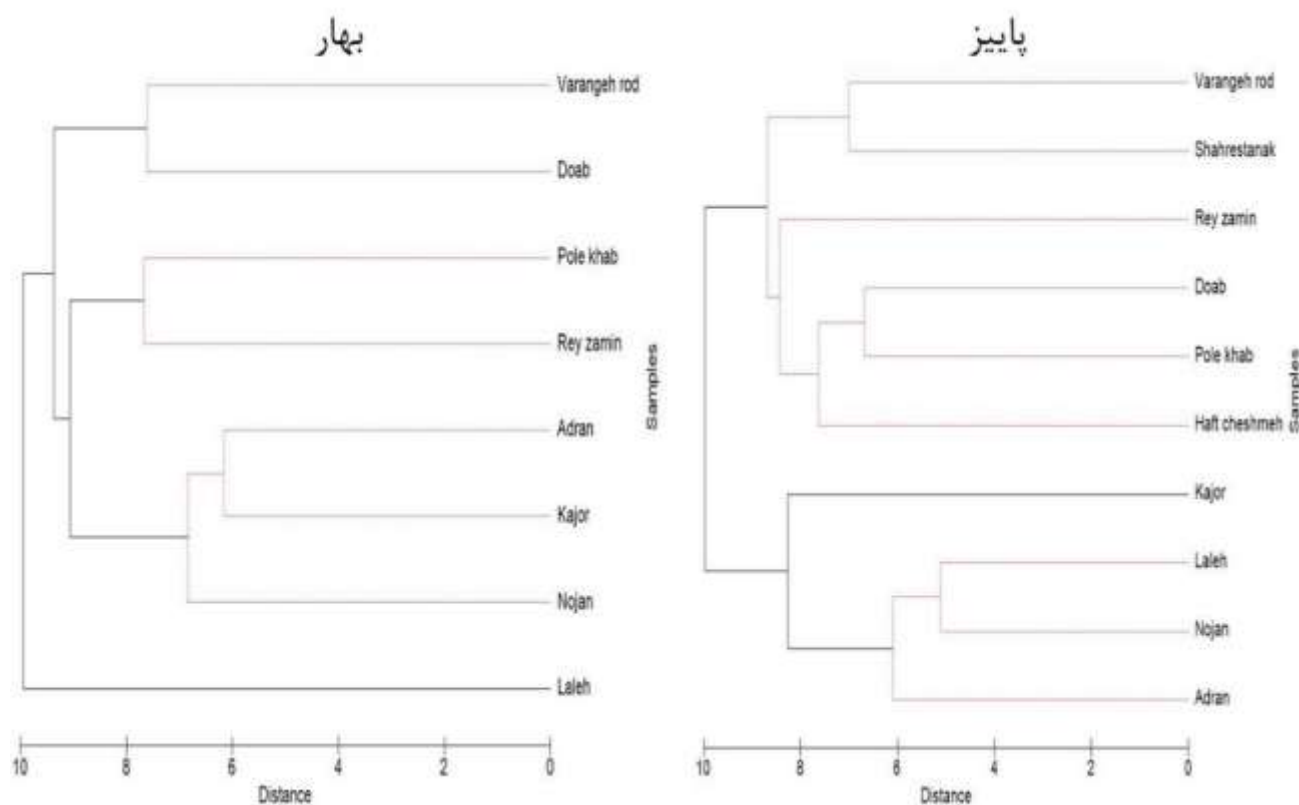 بهار
Varangeh rod
Doab
Pole khab
Rey zamin
Adran
Kajor
Nojan
Laleh
Samples
10 8 6 4 2 0
Distance
پاییز
Varangeh rod
Shahrestanak
Rey zamin
Doab
Pole khab
Haft cheshmeh
Kajor
Laleh
Nojan
Adran
Samples
10 8 6 4 2 0
Distance